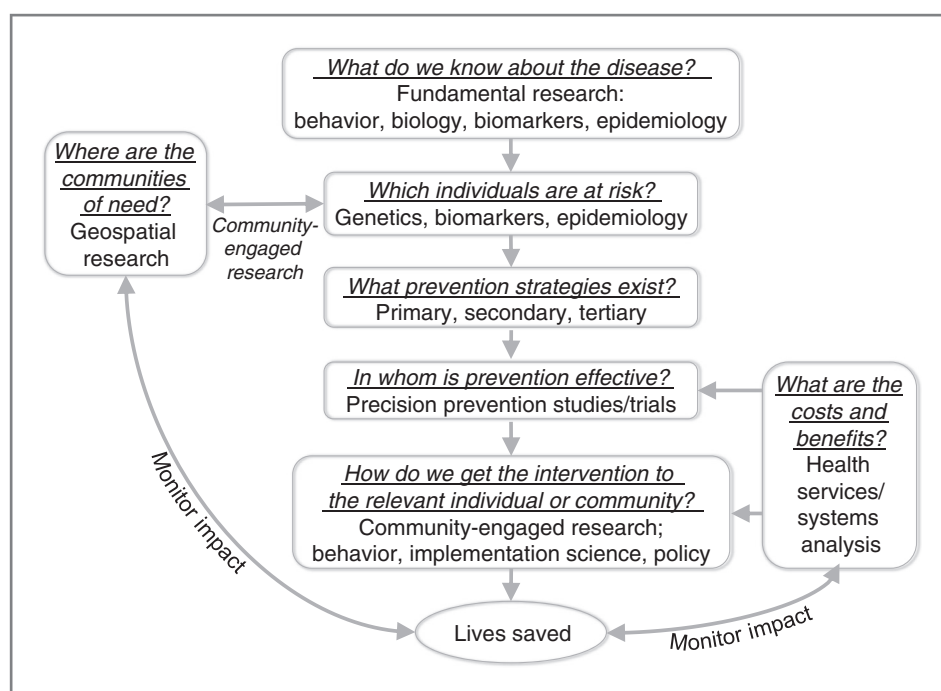 What do we know about the disease?
Fundamental research:
behavior, biology, biomarkers, epidemiology
Where are the
communities
of need?
Geospatial
research
Community-
engaged
research
Which individuals are at risk?
Genetics, biomarkers, epidemiology
What prevention strategies exist?
Primary, secondary, tertiary
In whom is prevention effective?
Precision prevention studies/trials
What are the
costs and
benefits?
Health
services/
systems
analysis
How do we get the intervention to
the relevant individual or community?
Community-engaged research;
behavior, implementation science, policy
Monitor impact
Lives saved
Monitor impact